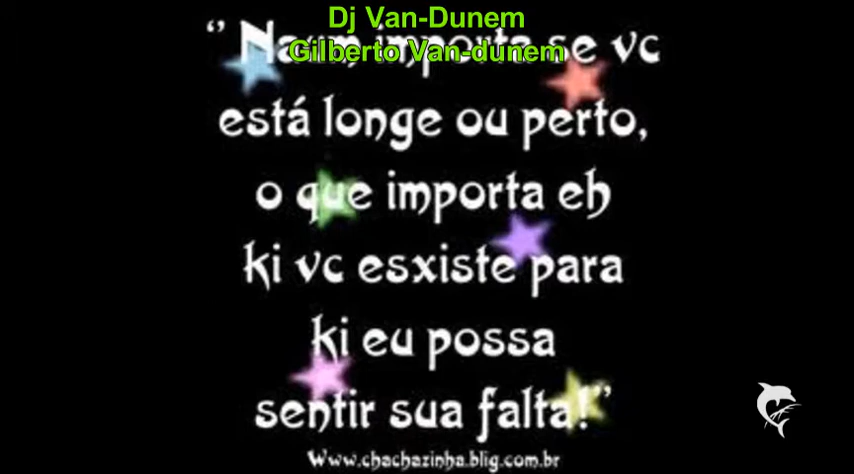 Dj Van-Dunem
Gilberto Van-dunem
“ Naum importa se vc
está longe ou perto,
o que importa eh
ki vc esxiste para
ki eu possa
sentir sua falta!”
Www.chachazinha.blig.com.br